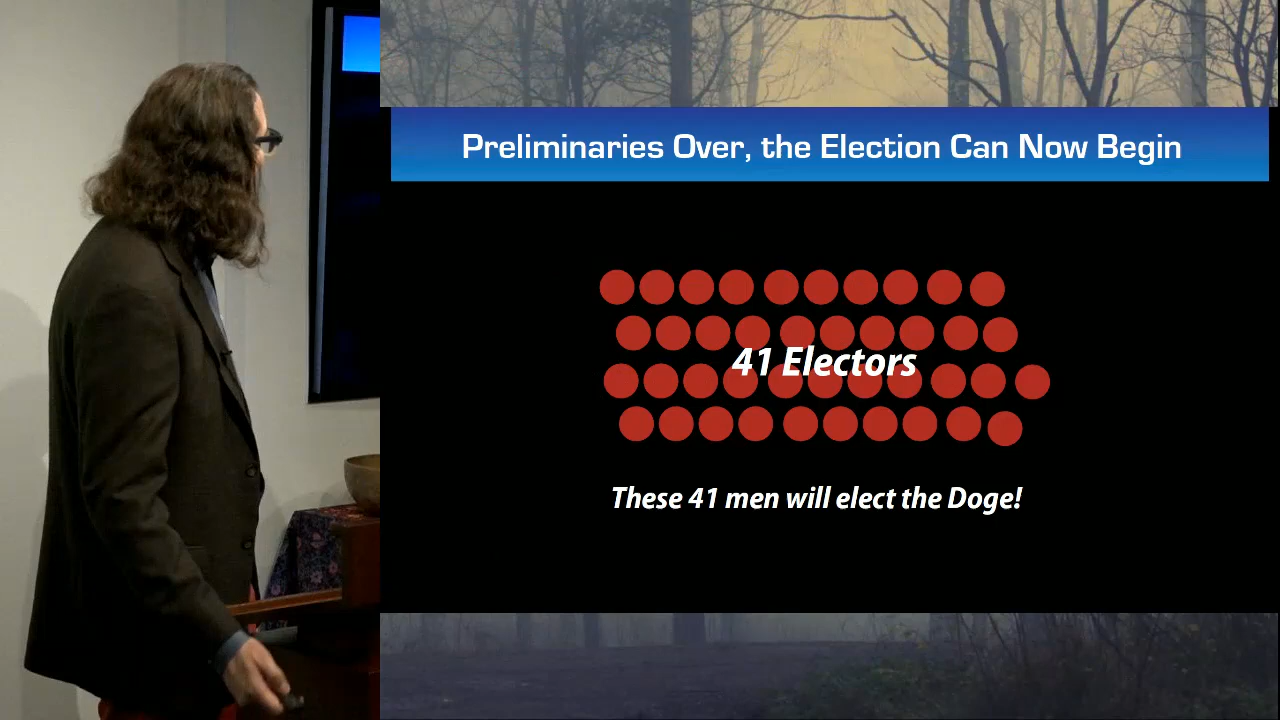 Preliminaries Over, the Election Can Now Begin
41 Electors
These 41 men will elect the Doge!